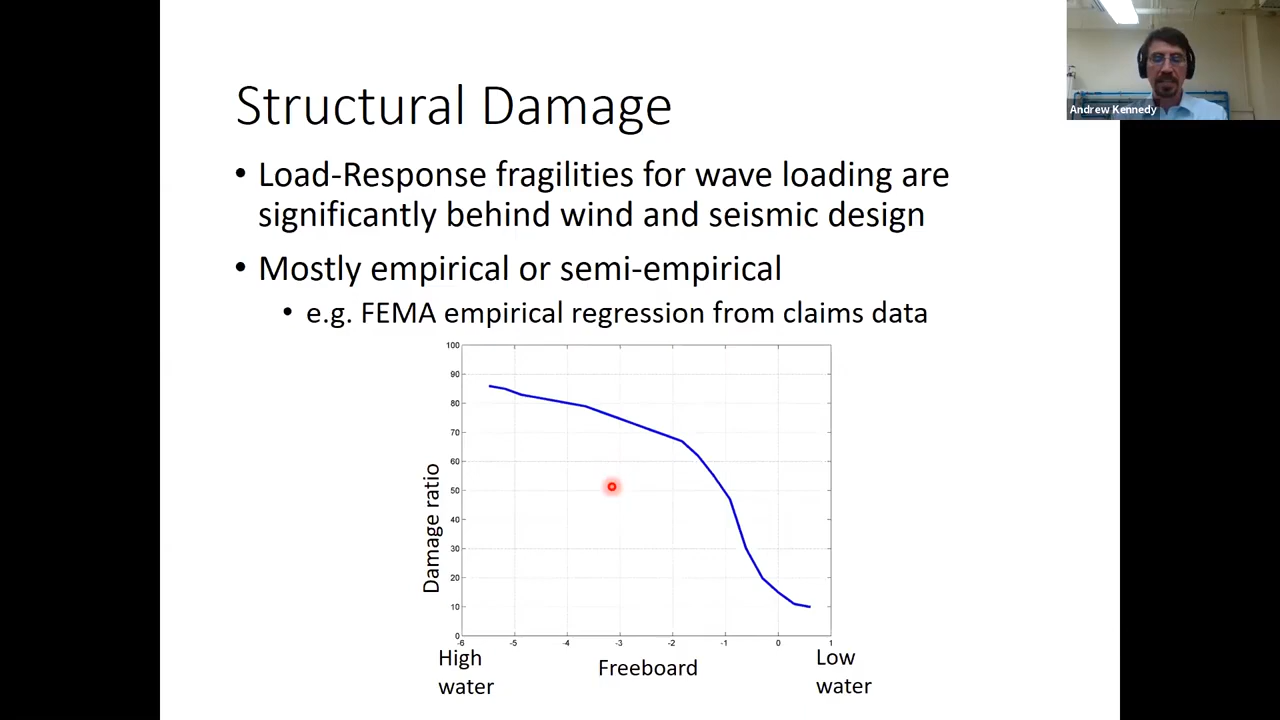 Andrew Kennedy
Structural Damage
• Load-Response fragilities for wave loading are
significantly behind wind and seismic design
• Mostly empirical or semi-empirical
• e.g. FEMA empirical regression from claims data
100
90
80
70
60
50
40
30
20
10
0
Damage ratio
-6 -5 -4 -3 -2 -1 0 1
High
water
Freeboard
Low
water